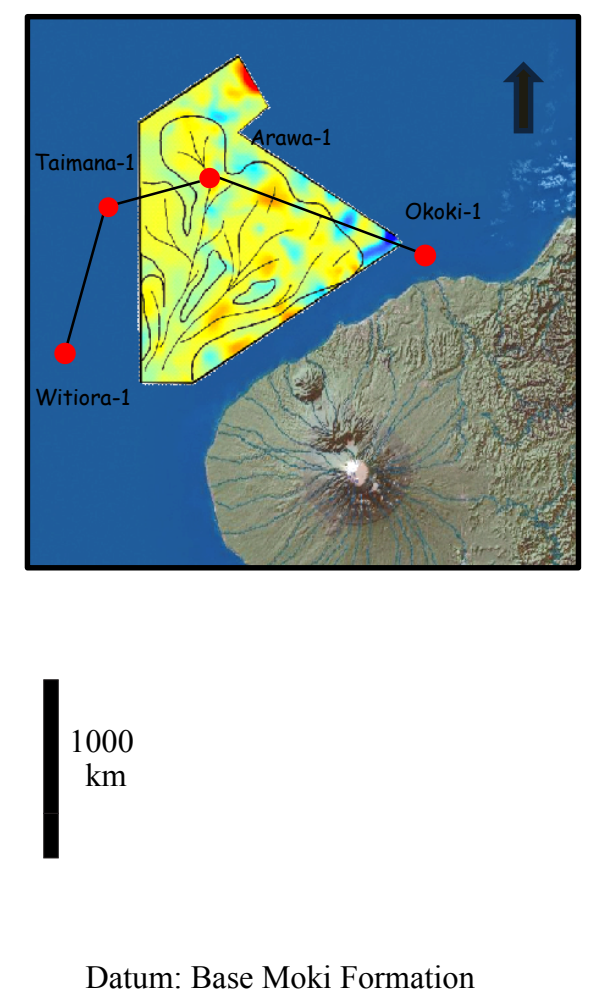 Arawa-1
Taimana-1
Okoki-1
Witiora-1
1000
km
Datum: Base Moki Formation